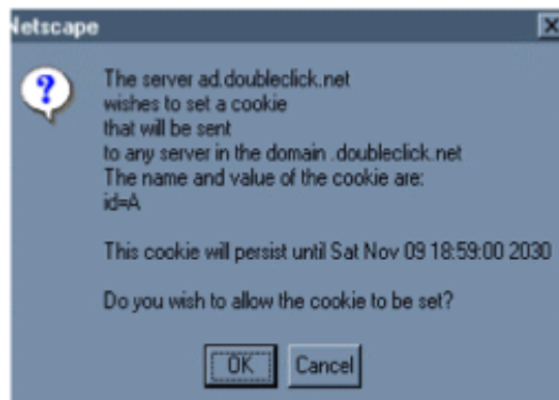 Netscape
The server ad.doubleclick.net
wishes to set a cookie
that will be sent
to any server in the domain .doubleclick.net
The name and value of the cookie are:
id=A
This cookie will persist until Sat Nov 09 18:59:00 2030
Do you wish to allow the cookie to be set?
OK Cancel